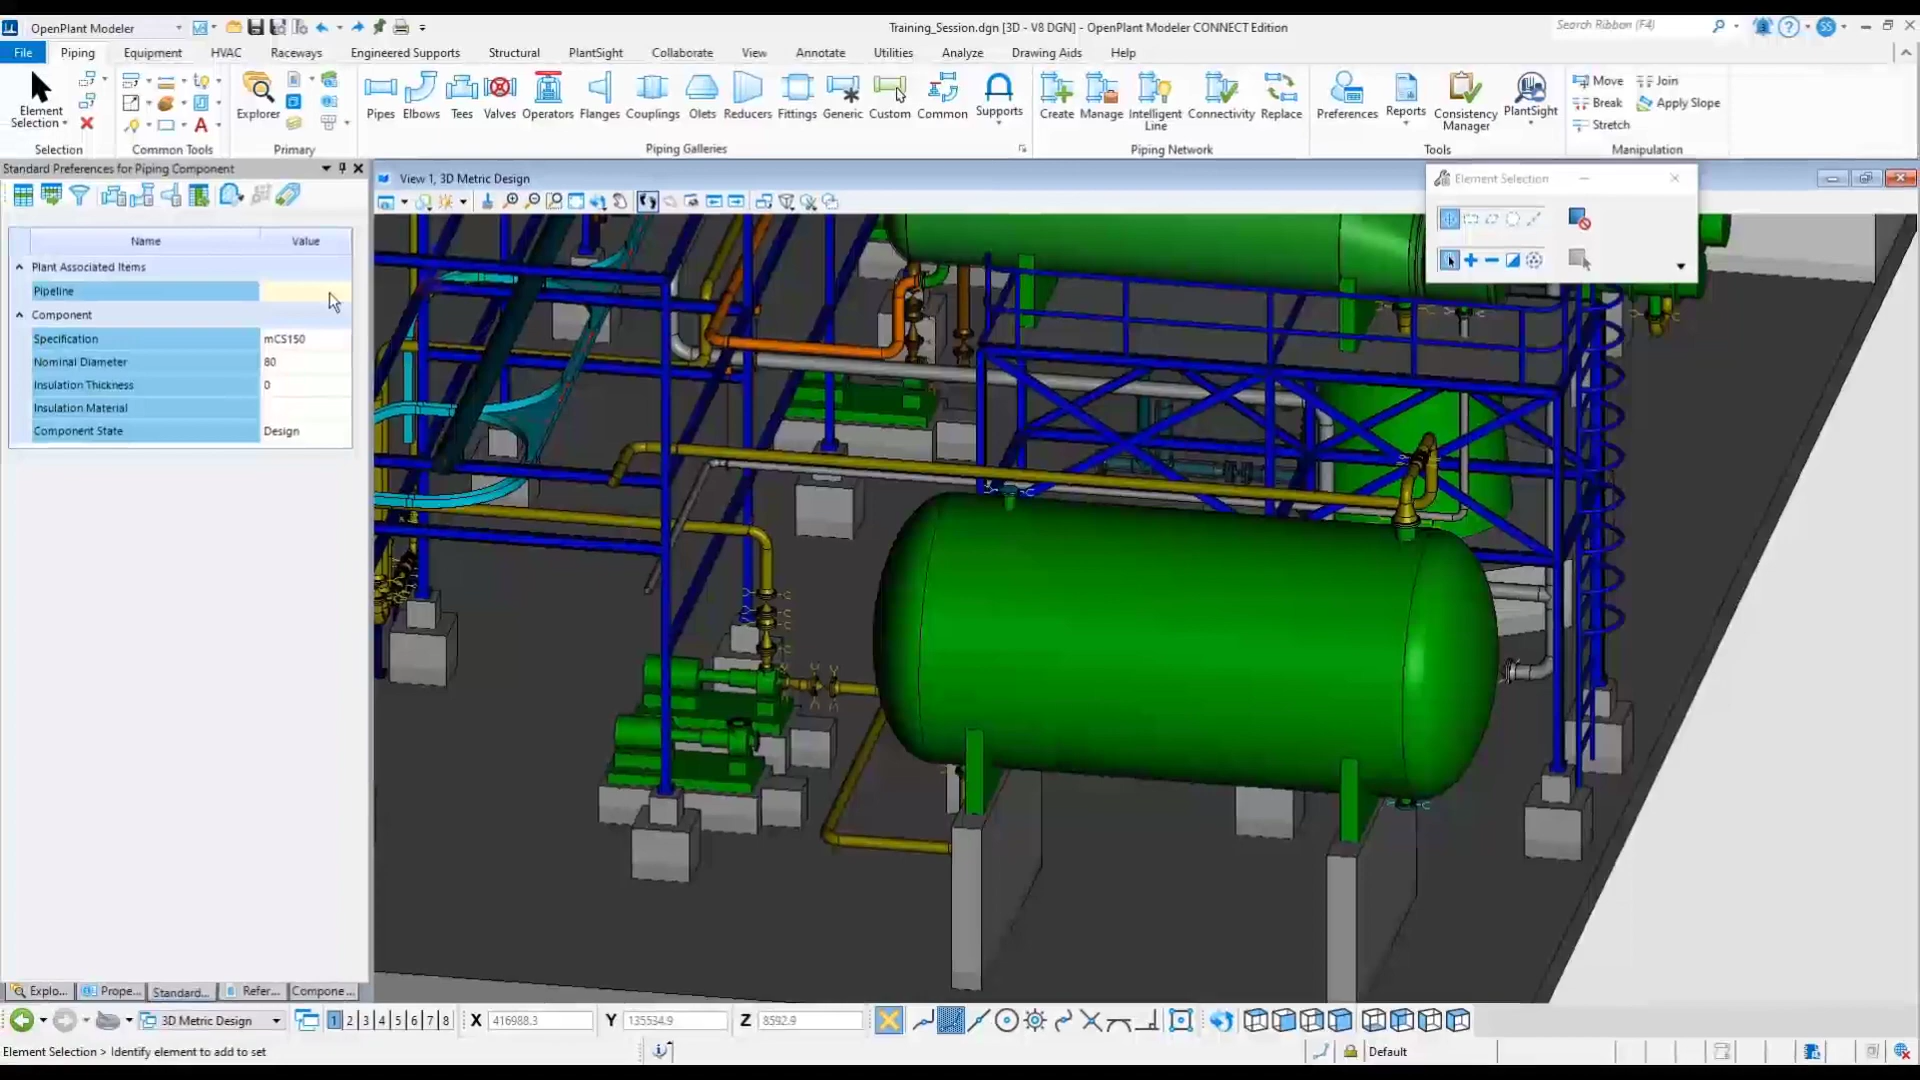 OpenPlant Modeler
Training_Session.dgn [3D - V8 DGN] - OpenPlant Modeler CONNECT Edition
Search Ribbon (F4)
SS
File Piping Equipment HVAC Raceways Engineered Supports Structural PlantSight Collaborate View Annotate Utilities Analyze Drawing Aids Help
Element Selection
Explorer
Pipes Elbows Tees Valves Operators Flanges Couplings Olets Reducers Fittings Generic Custom Common Supports
Create Manage Intelligent Line Connectivity Replace
Preferences Reports Consistency Manager PlantSight
Move Join
Break Apply Slope
Stretch
Selection Common Tools Primary Piping Galleries Piping Network Tools Manipulation
Standard Preferences for Piping Component
View 1, 3D Metric Design
Element Selection
Name Value
Plant Associated Items
Pipeline
Component
Specification mCS150
Nominal Diameter 80
Insulation Thickness 0
Insulation Material
Component State Design
Explo... Prope... Standard... Refer... Compone...
3D Metric Design 1 2 3 4 5 6 7 8 X 416988.3 Y 135534.9 Z 8592.9
Element Selection > Identify element to add to set
Default